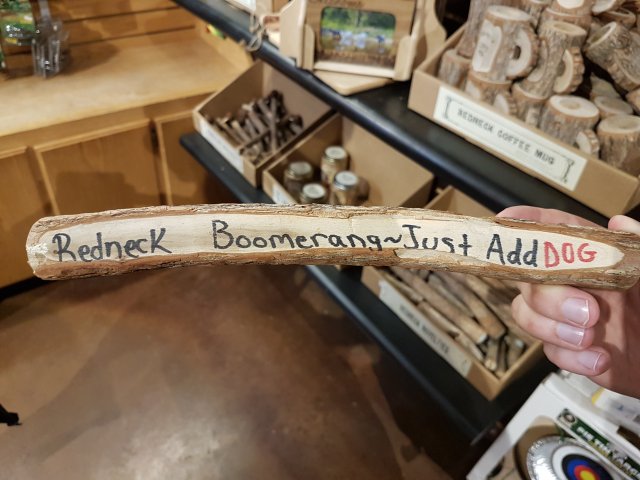 Redneck Boomerang~Just Add DOG
REDNECK COFFEE MUG